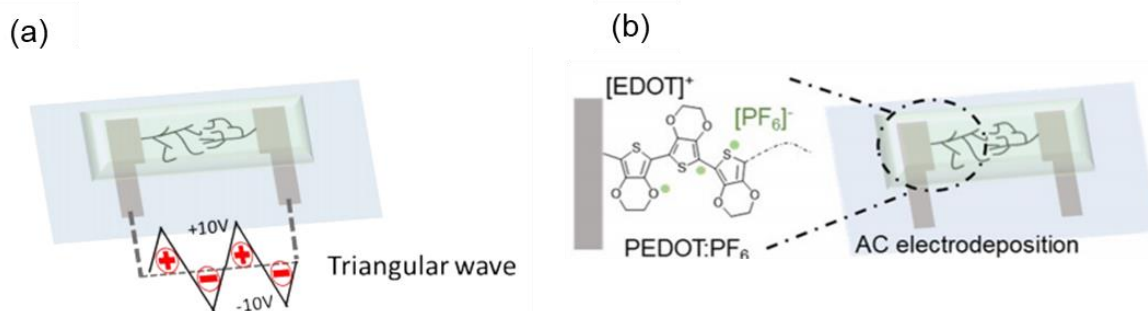 (a)
+10V
-10V
Triangular wave
(b)
[EDOT]⁺
[PF₆]⁻
O
O
S
S
S
O
O
O
O
PEDOT:PF₆
AC electrodeposition